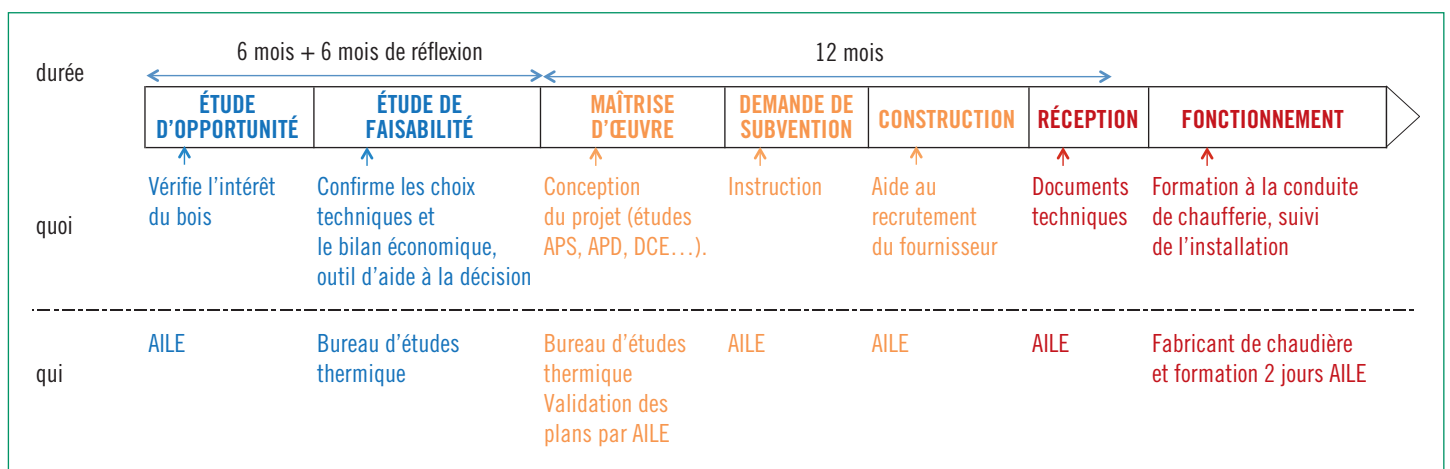 durée
6 mois + 6 mois de réflexion
12 mois
ÉTUDE
D'OPPORTUNITÉ
ÉTUDE DE
FAISABILITÉ
MAÎTRISE
D'ŒUVRE
DEMANDE DE
SUBVENTION
CONSTRUCTION
RÉCEPTION
FONCTIONNEMENT
quoi
Vérifie l'intérêt
du bois
Confirme les choix
techniques et
le bilan économique,
outil d'aide à la décision
Conception
du projet (études
APS, APD, DCE…).
Instruction
Aide au
recrutement
du fournisseur
Documents
techniques
Formation à la conduite
de chaufferie, suivi
de l'installation
qui
AILE
Bureau d'études
thermique
Bureau d'études
thermique
Validation des
plans par AILE
AILE
AILE
AILE
Fabricant de chaudière
et formation 2 jours AILE